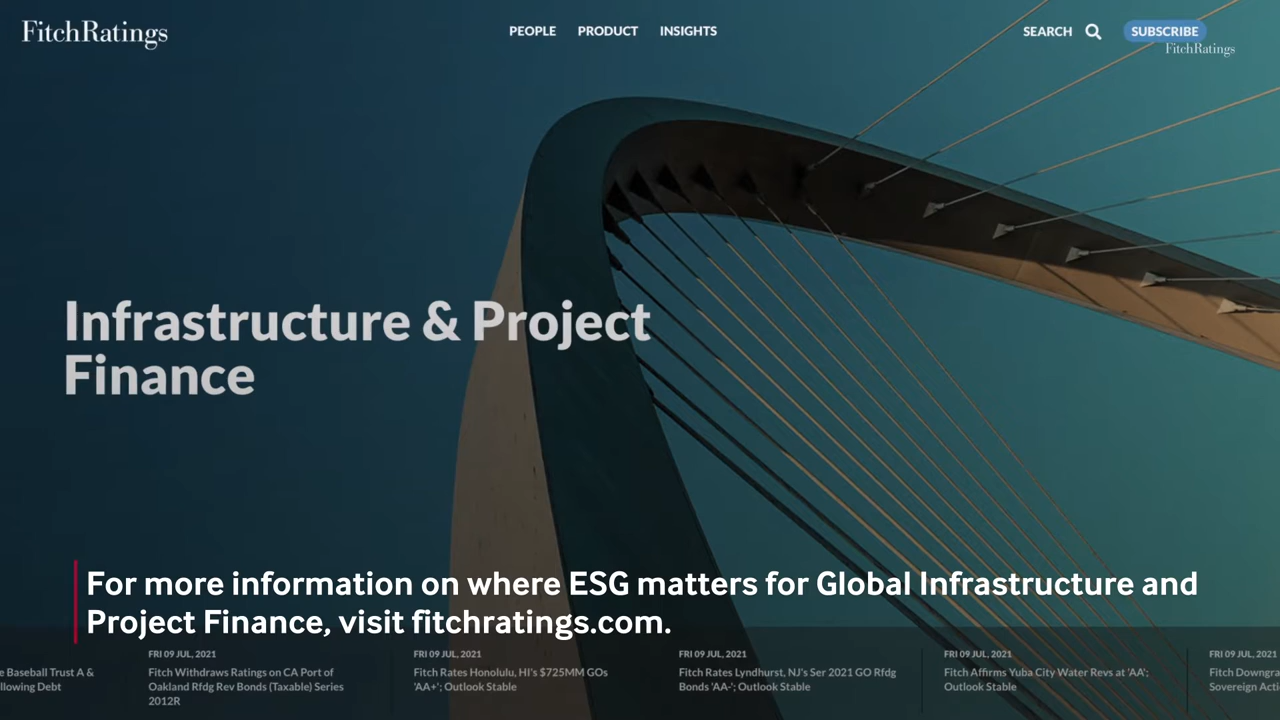 FitchRatings
PEOPLE PRODUCT INSIGHTS
SEARCH SUBSCRIBE
FitchRatings
Infrastructure & Project
Finance
For more information on where ESG matters for Global Infrastructure and
Project Finance, visit fitchratings.com.
e Baseball Trust A &
llowing Debt
FRI 09 JUL, 2021
Fitch Withdraws Ratings on CA Port of
Oakland Rfdg Rev Bonds (Taxable) Series
2012R
FRI 09 JUL, 2021
Fitch Rates Honolulu, HI's $725MM GOs
'AA+'; Outlook Stable
FRI 09 JUL, 2021
Fitch Rates Lyndhurst, NJ's Ser 2021 GO Rfdg
Bonds 'AA-'; Outlook Stable
FRI 09 JUL, 2021
Fitch Affirms Yuba City Water Revs at 'AA';
Outlook Stable
FRI 09 JUL, 2021
Fitch Downgra
Sovereign Acti